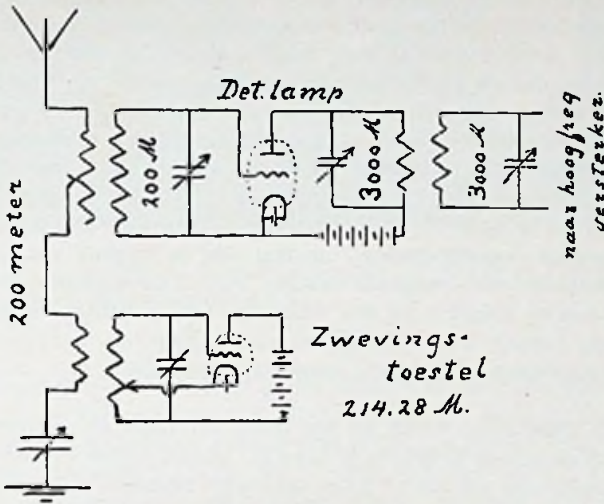 Det. lamp
200 M
3000 M
3000 M
naar hoogfreq
versterker.
200 meter
Zwevings-
toestel
214.28 M.